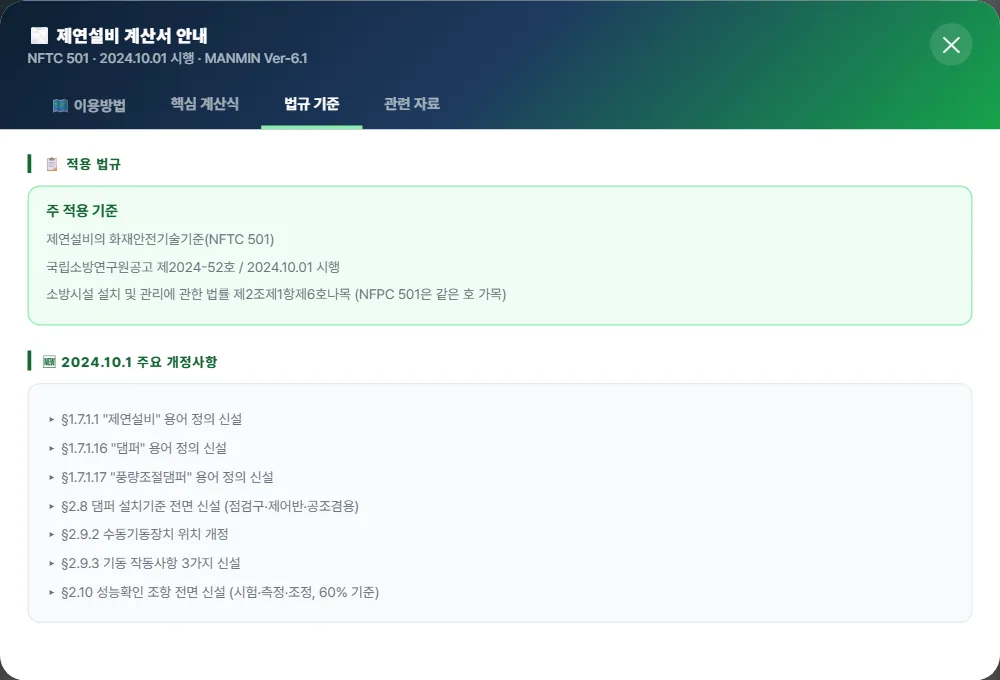 제연설비 계산서 안내
NFTC 501 · 2024.10.01 시행 · MANMIN Ver-6.1
이용방법 핵심 계산식 법규 기준 관련 자료
적용 법규
주 적용 기준
제연설비의 화재안전기술기준(NFTC 501)
국립소방연구원공고 제2024-52호 / 2024.10.01 시행
소방시설 설치 및 관리에 관한 법률 제2조제1항제6호나목 (NFPC 501은 같은 호 가목)
NEW 2024.10.1 주요 개정사항
‣ §1.7.1.1 "제연설비" 용어 정의 신설
‣ §1.7.1.16 "댐퍼" 용어 정의 신설
‣ §1.7.1.17 "풍량조절댐퍼" 용어 정의 신설
‣ §2.8 댐퍼 설치기준 전면 신설 (점검구·제어반·공조겸용)
‣ §2.9.2 수동기동장치 위치 개정
‣ §2.9.3 기동 작동사항 3가지 신설
‣ §2.10 성능확인 조항 전면 신설 (시험·측정·조정, 60% 기준)